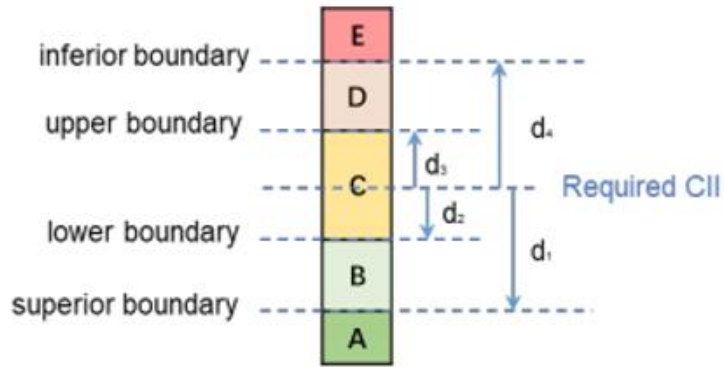 E
inferior boundary
D
d₄
upper boundary
d₃
C
Required CII
d₂
lower boundary
d₁
B
superior boundary
A